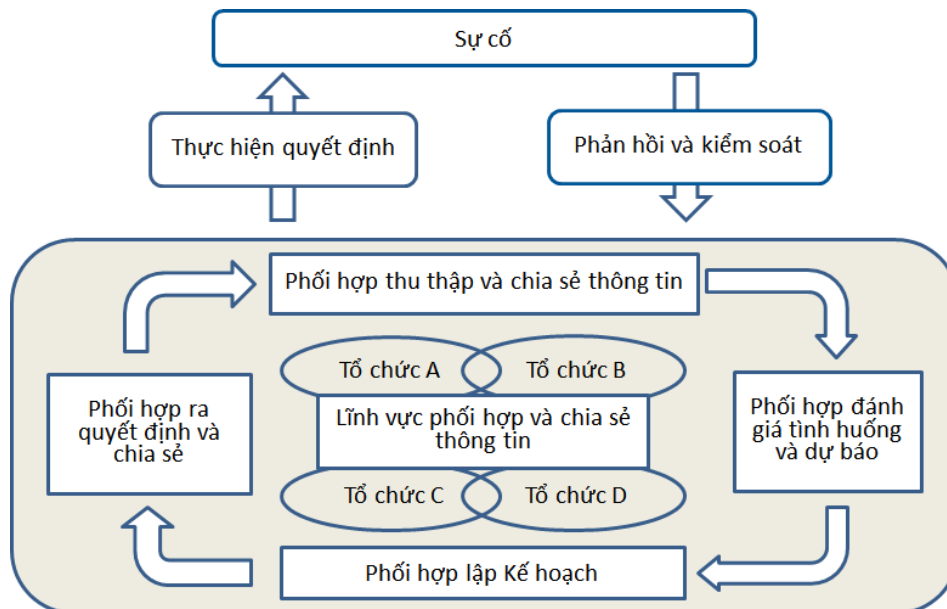 Sự cố
Thực hiện quyết định
Phản hồi và kiểm soát
Phối hợp thu thập và chia sẻ thông tin
Tổ chức A
Tổ chức B
Phối hợp ra
quyết định và
chia sẻ
Lĩnh vực phối hợp và chia sẻ
thông tin
Phối hợp đánh
giá tình huống
và dự báo
Tổ chức C
Tổ chức D
Phối hợp lập Kế hoạch